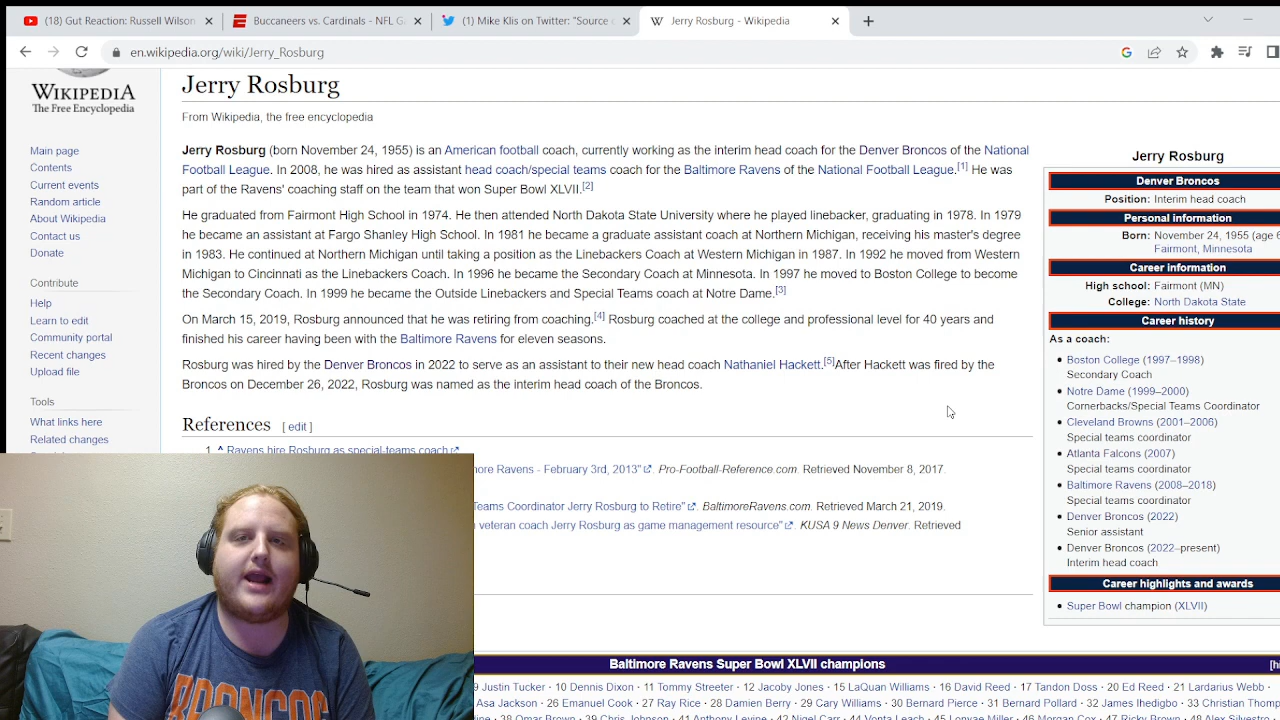 (18) Gut Reaction: Russell Wilson
Buccaneers vs. Cardinals - NFL G
(1) Mike Klis on Twitter: "Source
Jerry Rosburg - Wikipedia
en.wikipedia.org/wiki/Jerry_Rosburg
WIKIPEDIA
The Free Encyclopedia
Main page
Contents
Current events
Random article
About Wikipedia
Contact us
Donate
Contribute
Help
Learn to edit
Community portal
Recent changes
Upload file
Tools
What links here
Related changes
Jerry Rosburg
From Wikipedia, the free encyclopedia
Jerry Rosburg (born November 24, 1955) is an American football coach, currently working as the interim head coach for the Denver Broncos of the National
Football League. In 2008, he was hired as assistant head coach/special teams coach for the Baltimore Ravens of the National Football League.[1] He was
part of the Ravens' coaching staff on the team that won Super Bowl XLVII.[2]
He graduated from Fairmont High School in 1974. He then attended North Dakota State University where he played linebacker, graduating in 1978. In 1979
he became an assistant at Fargo Shanley High School. In 1981 he became a graduate assistant coach at Northern Michigan, receiving his master's degree
in 1983. He continued at Northern Michigan until taking a position as the Linebackers Coach at Western Michigan in 1987. In 1992 he moved from Western
Michigan to Cincinnati as the Linebackers Coach. In 1996 he became the Secondary Coach at Minnesota. In 1997 he moved to Boston College to become
the Secondary Coach. In 1999 he became the Outside Linebackers and Special Teams coach at Notre Dame.[3]
On March 15, 2019, Rosburg announced that he was retiring from coaching.[4] Rosburg coached at the college and professional level for 40 years and
finished his career having been with the Baltimore Ravens for eleven seasons.
Rosburg was hired by the Denver Broncos in 2022 to serve as an assistant to their new head coach Nathaniel Hackett.[5]After Hackett was fired by the
Broncos on December 26, 2022, Rosburg was named as the interim head coach of the Broncos.
References [ edit ]
1. ^ Ravens hire Rosburg as special-teams coach
more Ravens - February 3rd, 2013". Pro-Football-Reference.com. Retrieved November 8, 2017.
Teams Coordinator Jerry Rosburg to Retire". BaltimoreRavens.com. Retrieved March 21, 2019.
veteran coach Jerry Rosburg as game management resource". KUSA 9 News Denver. Retrieved
Jerry Rosburg
Denver Broncos
Position: Interim head coach
Personal information
Born: November 24, 1955 (age 6
Fairmont, Minnesota
Career information
High school: Fairmont (MN)
College: North Dakota State
Career history
As a coach:
• Boston College (1997–1998)
Secondary Coach
• Notre Dame (1999–2000)
Cornerbacks/Special Teams Coordinator
• Cleveland Browns (2001–2006)
Special teams coordinator
• Atlanta Falcons (2007)
Special teams coordinator
• Baltimore Ravens (2008–2018)
Special teams coordinator
• Denver Broncos (2022)
Senior assistant
• Denver Broncos (2022–present)
Interim head coach
Career highlights and awards
• Super Bowl champion (XLVII)
Baltimore Ravens Super Bowl XLVII champions
9 Justin Tucker · 10 Dennis Dixon · 11 Tommy Streeter · 12 Jacoby Jones · 15 LaQuan Williams · 16 David Reed · 17 Tandon Doss · 20 Ed Reed · 21 Lardarius Webb ·
Asa Jackson · 26 Emanuel Cook · 27 Ray Rice · 28 Damien Berry · 29 Cary Williams · 30 Bernard Pierce · 31 Bernard Pollard · 32 James Ihedigbo · 33 Christian Thom
BRONCOS